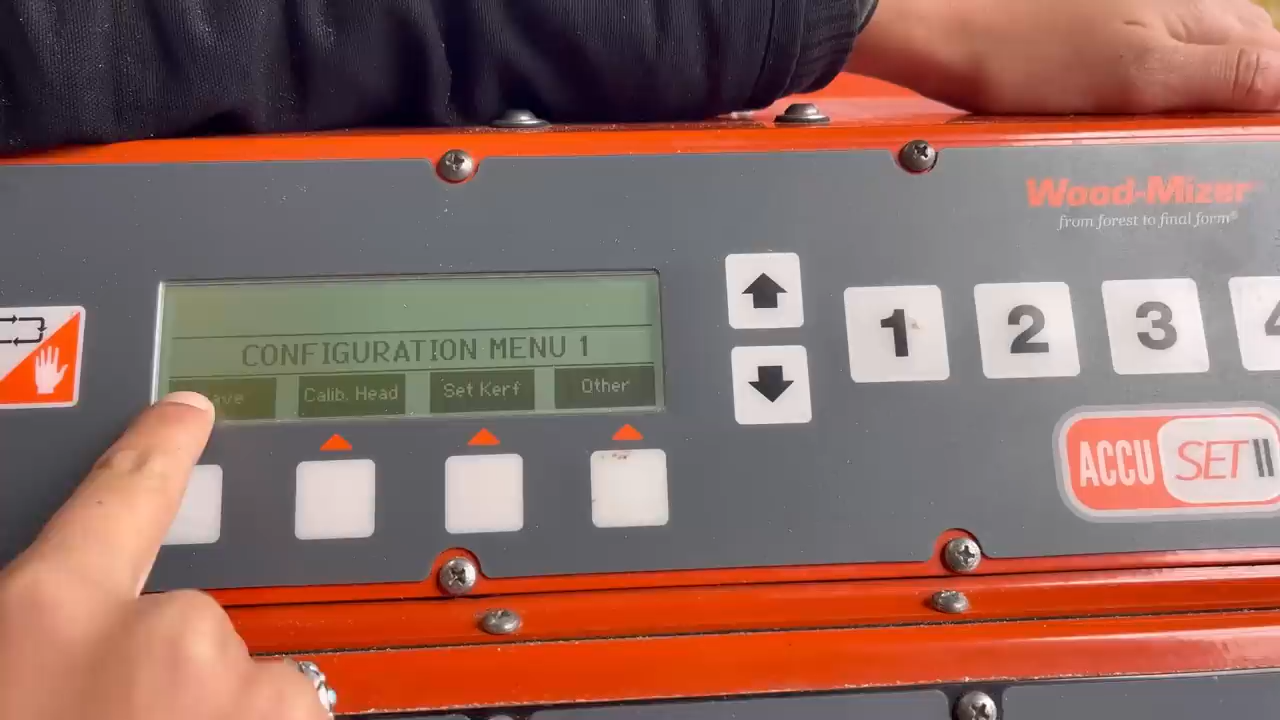 Wood-Mizer
from forest to final form®
CONFIGURATION MENU 1
Calib. Head Set Kerf Other
1 2 3 4
ACCU SET II